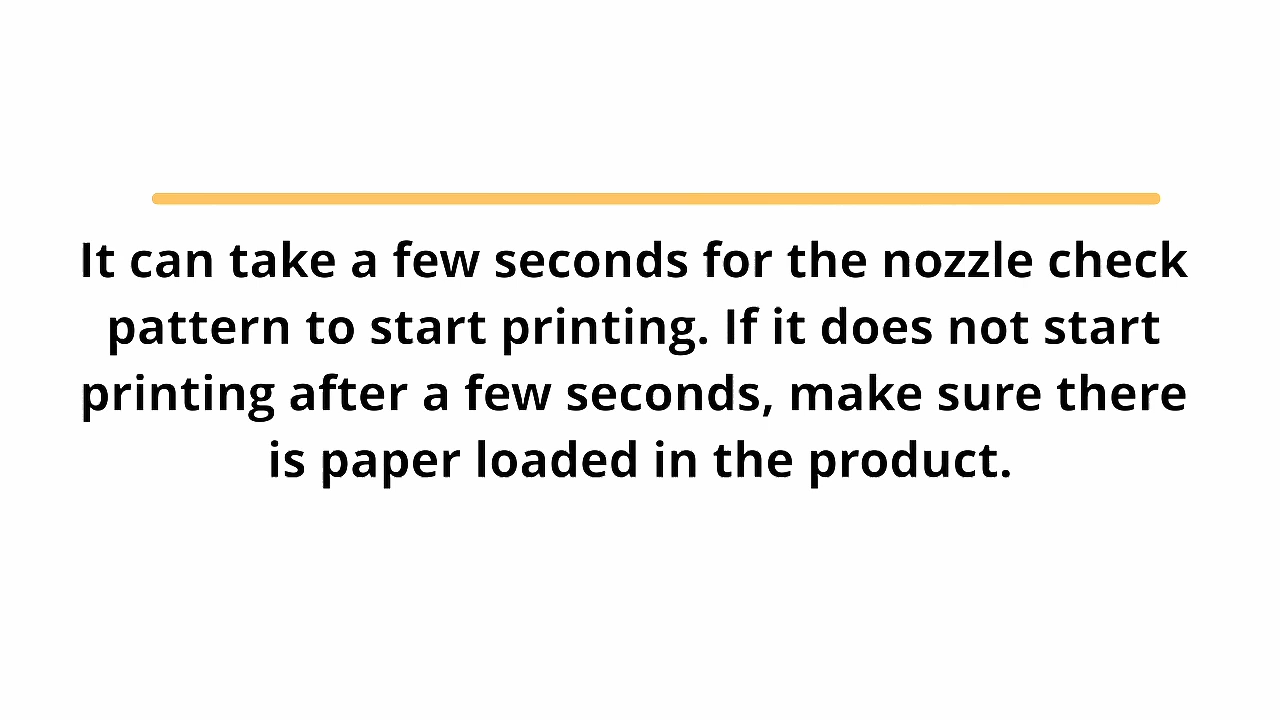 It can take a few seconds for the nozzle check
pattern to start printing. If it does not start
printing after a few seconds, make sure there
is paper loaded in the product.